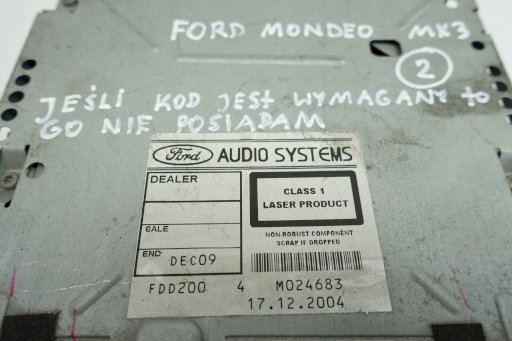 FORD MONDEO MK3
2
JEŚLI KOD JEST WYMAGANY TO
GO NIE POSIADAM
Ford AUDIO SYSTEMS
DEALER
CLASS 1
LASER PRODUCT
SALE
NON-ROBUST COMPONENT
SCRAP IF DROPPED
END DEC09
FDD200 4 M024683
17.12.2004